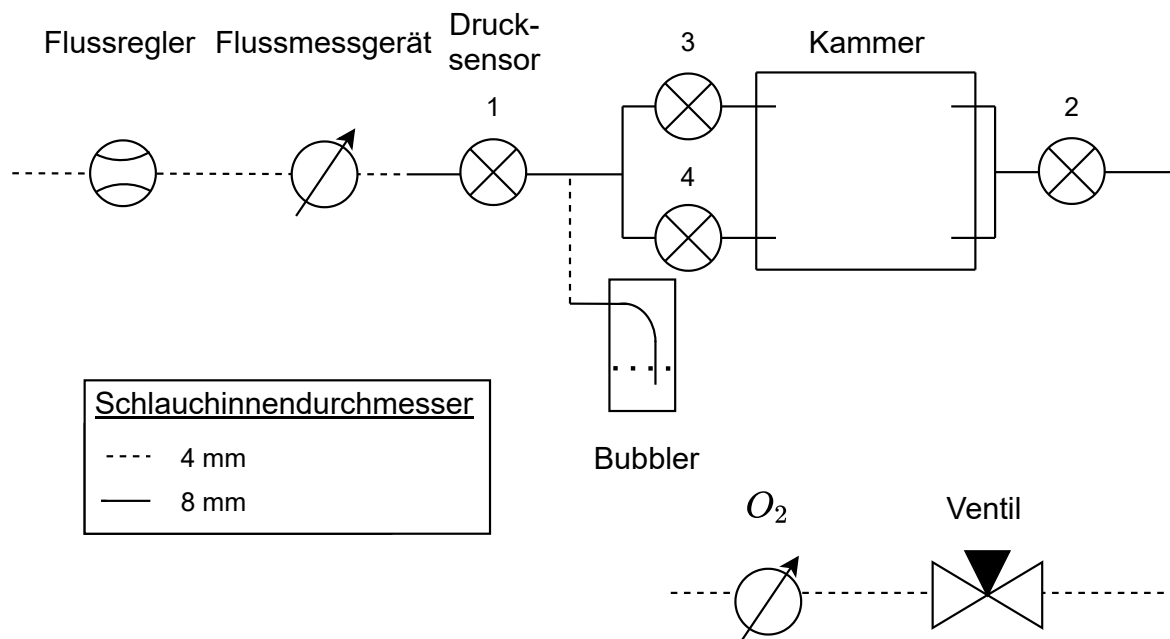 Flussregler
Flussmessgerät
Druck-
sensor
1
3
Kammer
2
4
Schlauchinnendurchmesser
4 mm
8 mm
Bubbler
O₂
Ventil